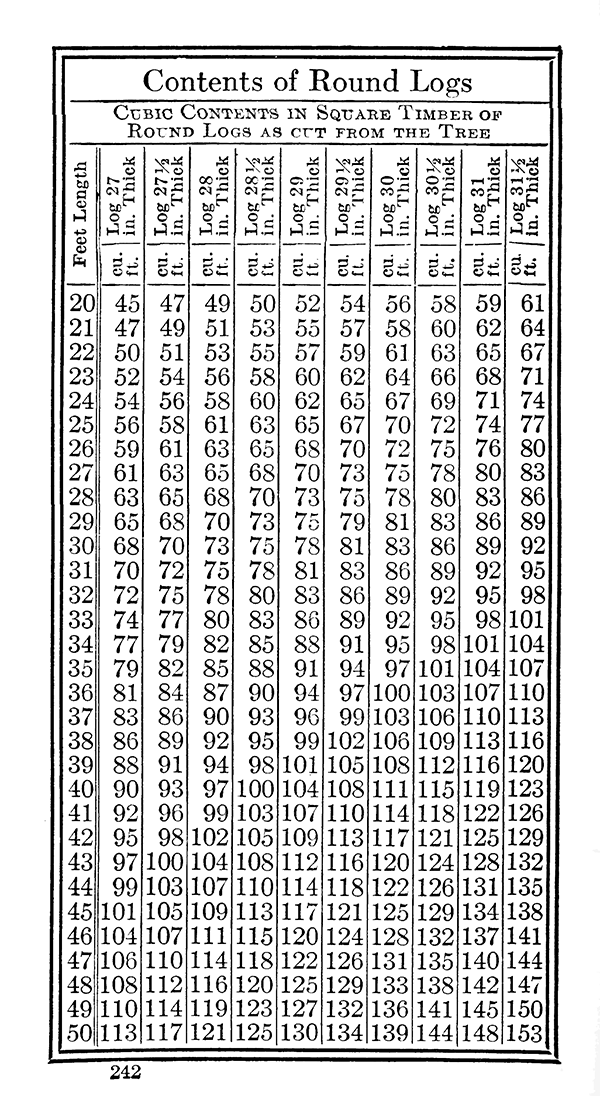 Contents of Round Logs
CUBIC CONTENTS IN SQUARE TIMBER OF
ROUND LOGS AS CUT FROM THE TREE
Feet Length | Log 27 in. Thick | Log 27½ in. Thick | Log 28 in. Thick | Log 28½ in. Thick | Log 29 in. Thick | Log 29½ in. Thick | Log 30 in. Thick | Log 30½ in. Thick | Log 31 in. Thick | Log 31½ in. Thick
cu. ft. | cu. ft. | cu. ft. | cu. ft. | cu. ft. | cu. ft. | cu. ft. | cu. ft. | cu. ft. | cu. ft.
20 45 47 49 50 52 54 56 58 59 61
21 47 49 51 53 55 57 58 60 62 64
22 50 51 53 55 57 59 61 63 65 67
23 52 54 56 58 60 62 64 66 68 71
24 54 56 58 60 62 65 67 69 71 74
25 56 58 61 63 65 67 70 72 74 77
26 59 61 63 65 68 70 72 75 76 80
27 61 63 65 68 70 73 75 78 80 83
28 63 65 68 70 73 75 78 80 83 86
29 65 68 70 73 75 79 81 83 86 89
30 68 70 73 75 78 81 83 86 89 92
31 70 72 75 78 81 83 86 89 92 95
32 72 75 78 80 83 86 89 92 95 98
33 74 77 80 83 86 89 92 95 98 101
34 77 79 82 85 88 91 95 98 101 104
35 79 82 85 88 91 94 97 101 104 107
36 81 84 87 90 94 97 100 103 107 110
37 83 86 90 93 96 99 103 106 110 113
38 86 89 92 95 99 102 106 109 113 116
39 88 91 94 98 101 105 108 112 116 120
40 90 93 97 100 104 108 111 115 119 123
41 92 96 99 103 107 110 114 118 122 126
42 95 98 102 105 109 113 117 121 125 129
43 97 100 104 108 112 116 120 124 128 132
44 99 103 107 110 114 118 122 126 131 135
45 101 105 109 113 117 121 125 129 134 138
46 104 107 111 115 120 124 128 132 137 141
47 106 110 114 118 122 126 131 135 140 144
48 108 112 116 120 125 129 133 138 142 147
49 110 114 119 123 127 132 136 141 145 150
50 113 117 121 125 130 134 139 144 148 153
242